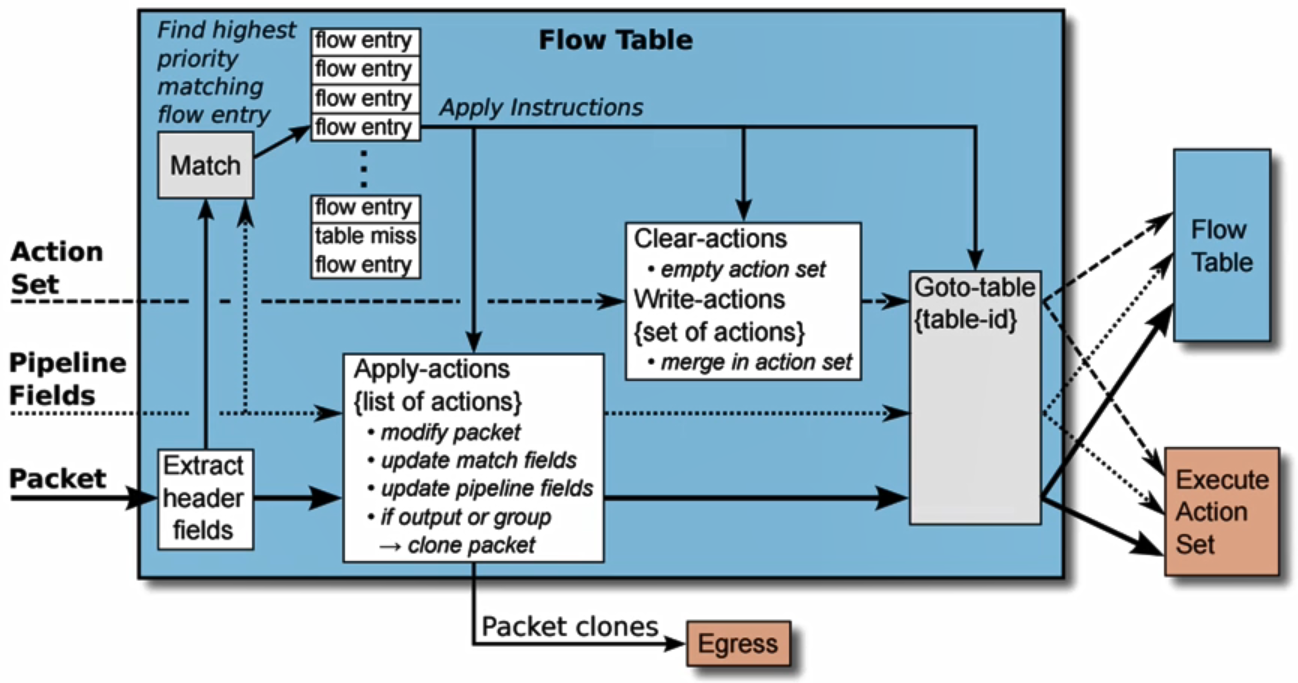 Find highest
priority
matching
flow entry
flow entry
flow entry
flow entry
flow entry
flow entry
table miss
flow entry
Flow Table
Apply Instructions
Match
Action
Set
Pipeline
Fields
Packet
Extract
header
fields
Apply-actions
{list of actions}
• modify packet
• update match fields
• update pipeline fields
• if output or group
→ clone packet
Clear-actions
• empty action set
Write-actions
{set of actions}
• merge in action set
Goto-table
{table-id}
Flow
Table
Execute
Action
Set
Packet clones
Egress